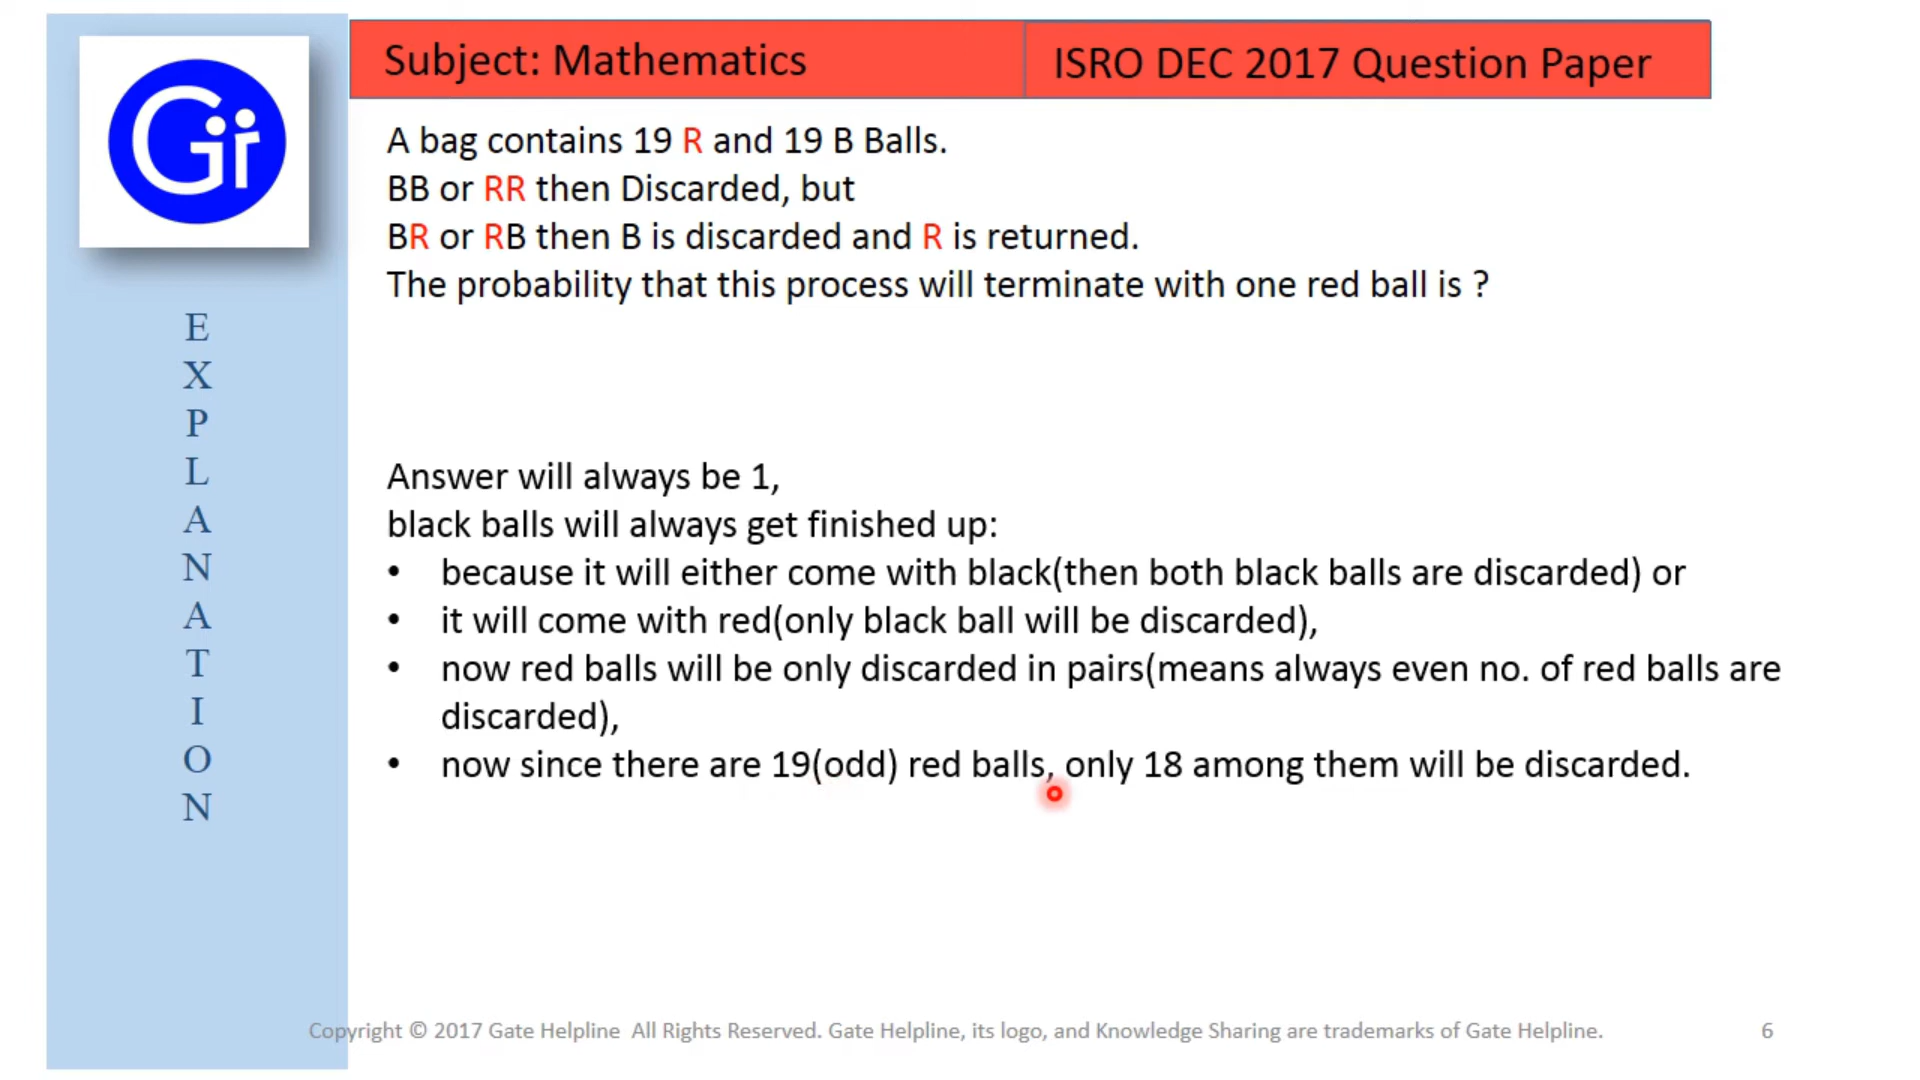 Gi
Subject: Mathematics
ISRO DEC 2017 Question Paper
A bag contains 19 R and 19 B Balls.
BB or RR then Discarded, but
BR or RB then B is discarded and R is returned.
The probability that this process will terminate with one red ball is ?
E
X
P
L
A
N
A
T
I
O
N
Answer will always be 1,
black balls will always get finished up:
• because it will either come with black(then both black balls are discarded) or
• it will come with red(only black ball will be discarded),
• now red balls will be only discarded in pairs(means always even no. of red balls are
discarded),
• now since there are 19(odd) red balls, only 18 among them will be discarded.
Copyright © 2017 Gate Helpline All Rights Reserved. Gate Helpline, its logo, and Knowledge Sharing are trademarks of Gate Helpline.
6